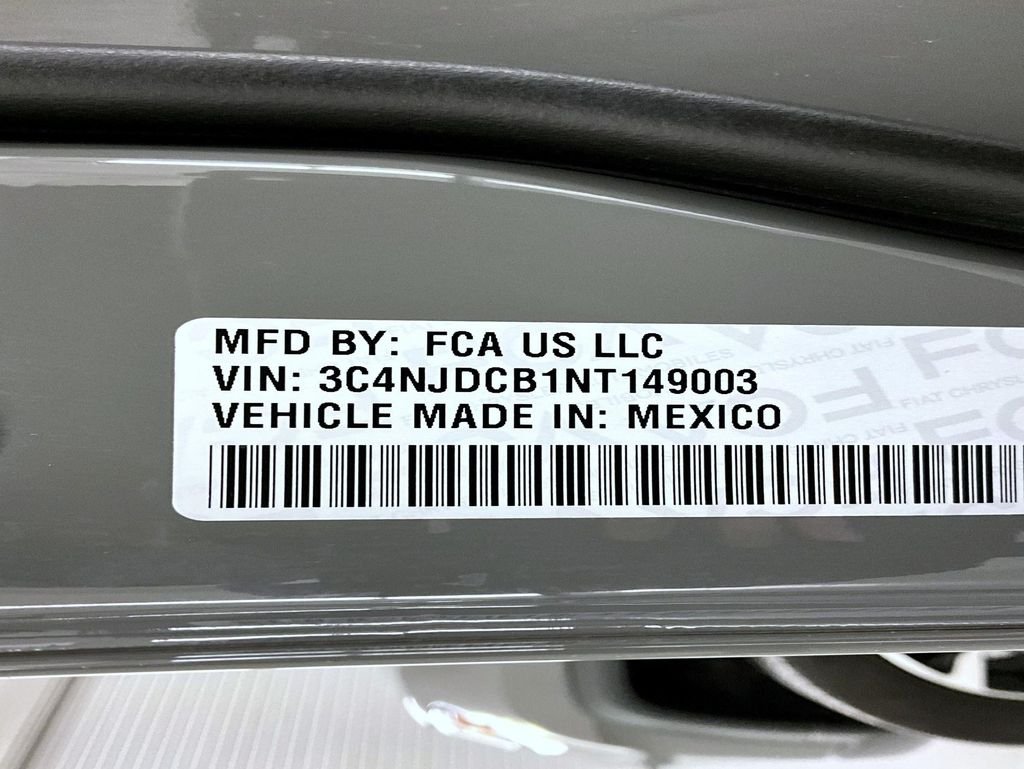 MFD BY: FCA US LLC
VIN: 3C4NJDCB1NT149003
VEHICLE MADE IN: MEXICO